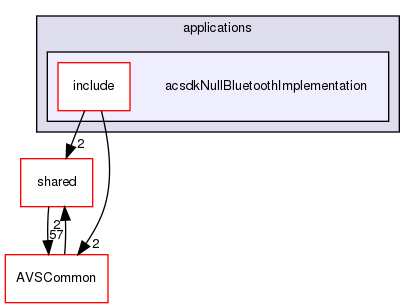 applications
include
acsdkNullBluetoothImplementation
2
shared
2
57
2
AVSCommon